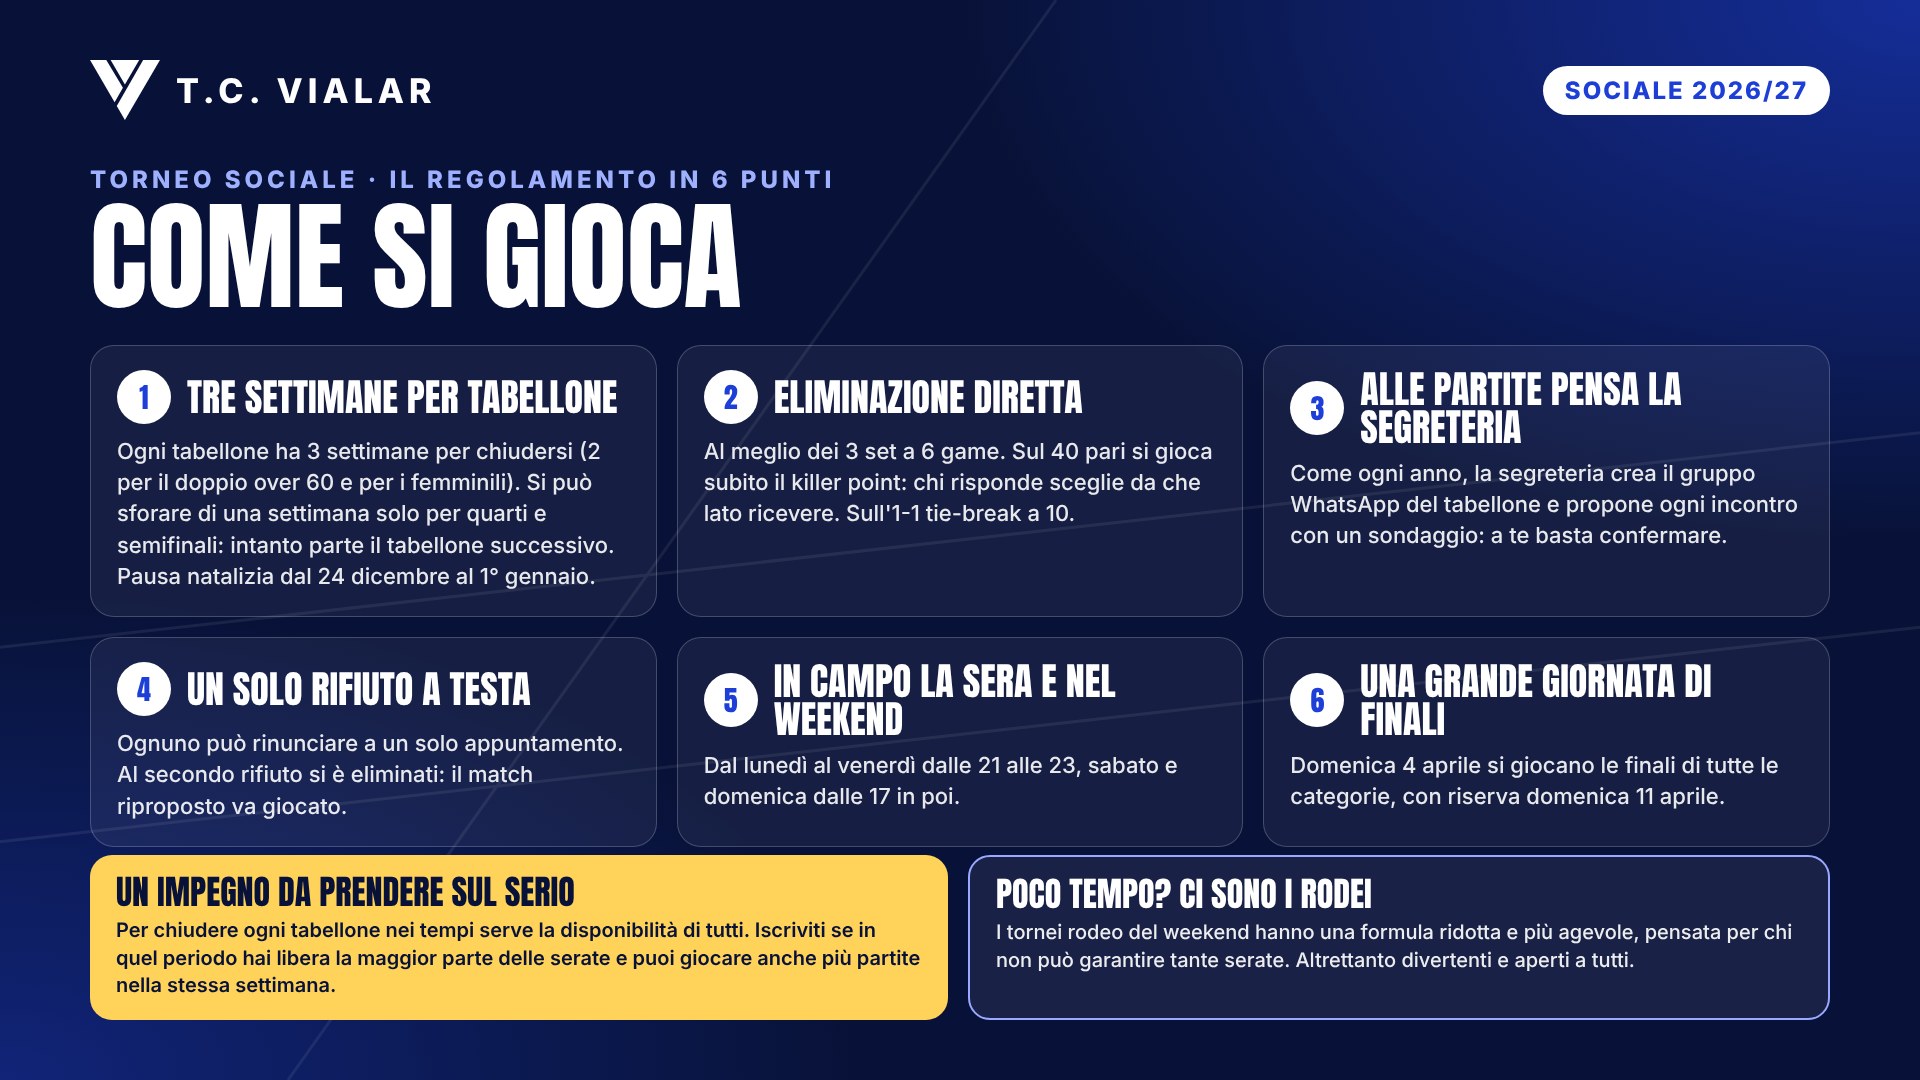 T.C. VIALAR
SOCIALE 2026/27
TORNEO SOCIALE · IL REGOLAMENTO IN 6 PUNTI
COME SI GIOCA
1 TRE SETTIMANE PER TABELLONE
Ogni tabellone ha 3 settimane per chiudersi (2
per il doppio over 60 e per i femminili). Si può
sforare di una settimana solo per quarti e
semifinali: intanto parte il tabellone successivo.
Pausa natalizia dal 24 dicembre al 1° gennaio.
2 ELIMINAZIONE DIRETTA
Al meglio dei 3 set a 6 game. Sul 40 pari si gioca
subito il killer point: chi risponde sceglie da che
lato ricevere. Sull'1-1 tie-break a 10.
3 ALLE PARTITE PENSA LA
SEGRETERIA
Come ogni anno, la segreteria crea il gruppo
WhatsApp del tabellone e propone ogni incontro
con un sondaggio: a te basta confermare.
4 UN SOLO RIFIUTO A TESTA
Ognuno può rinunciare a un solo appuntamento.
Al secondo rifiuto si è eliminati: il match
riproposto va giocato.
5 IN CAMPO LA SERA E NEL
WEEKEND
Dal lunedì al venerdì dalle 21 alle 23, sabato e
domenica dalle 17 in poi.
6 UNA GRANDE GIORNATA DI
FINALI
Domenica 4 aprile si giocano le finali di tutte le
categorie, con riserva domenica 11 aprile.
UN IMPEGNO DA PRENDERE SUL SERIO
Per chiudere ogni tabellone nei tempi serve la disponibilità di tutti. Iscriviti se in
quel periodo hai libera la maggior parte delle serate e puoi giocare anche più partite
nella stessa settimana.
POCO TEMPO? CI SONO I RODEI
I tornei rodeo del weekend hanno una formula ridotta e più agevole, pensata per chi
non può garantire tante serate. Altrettanto divertenti e aperti a tutti.